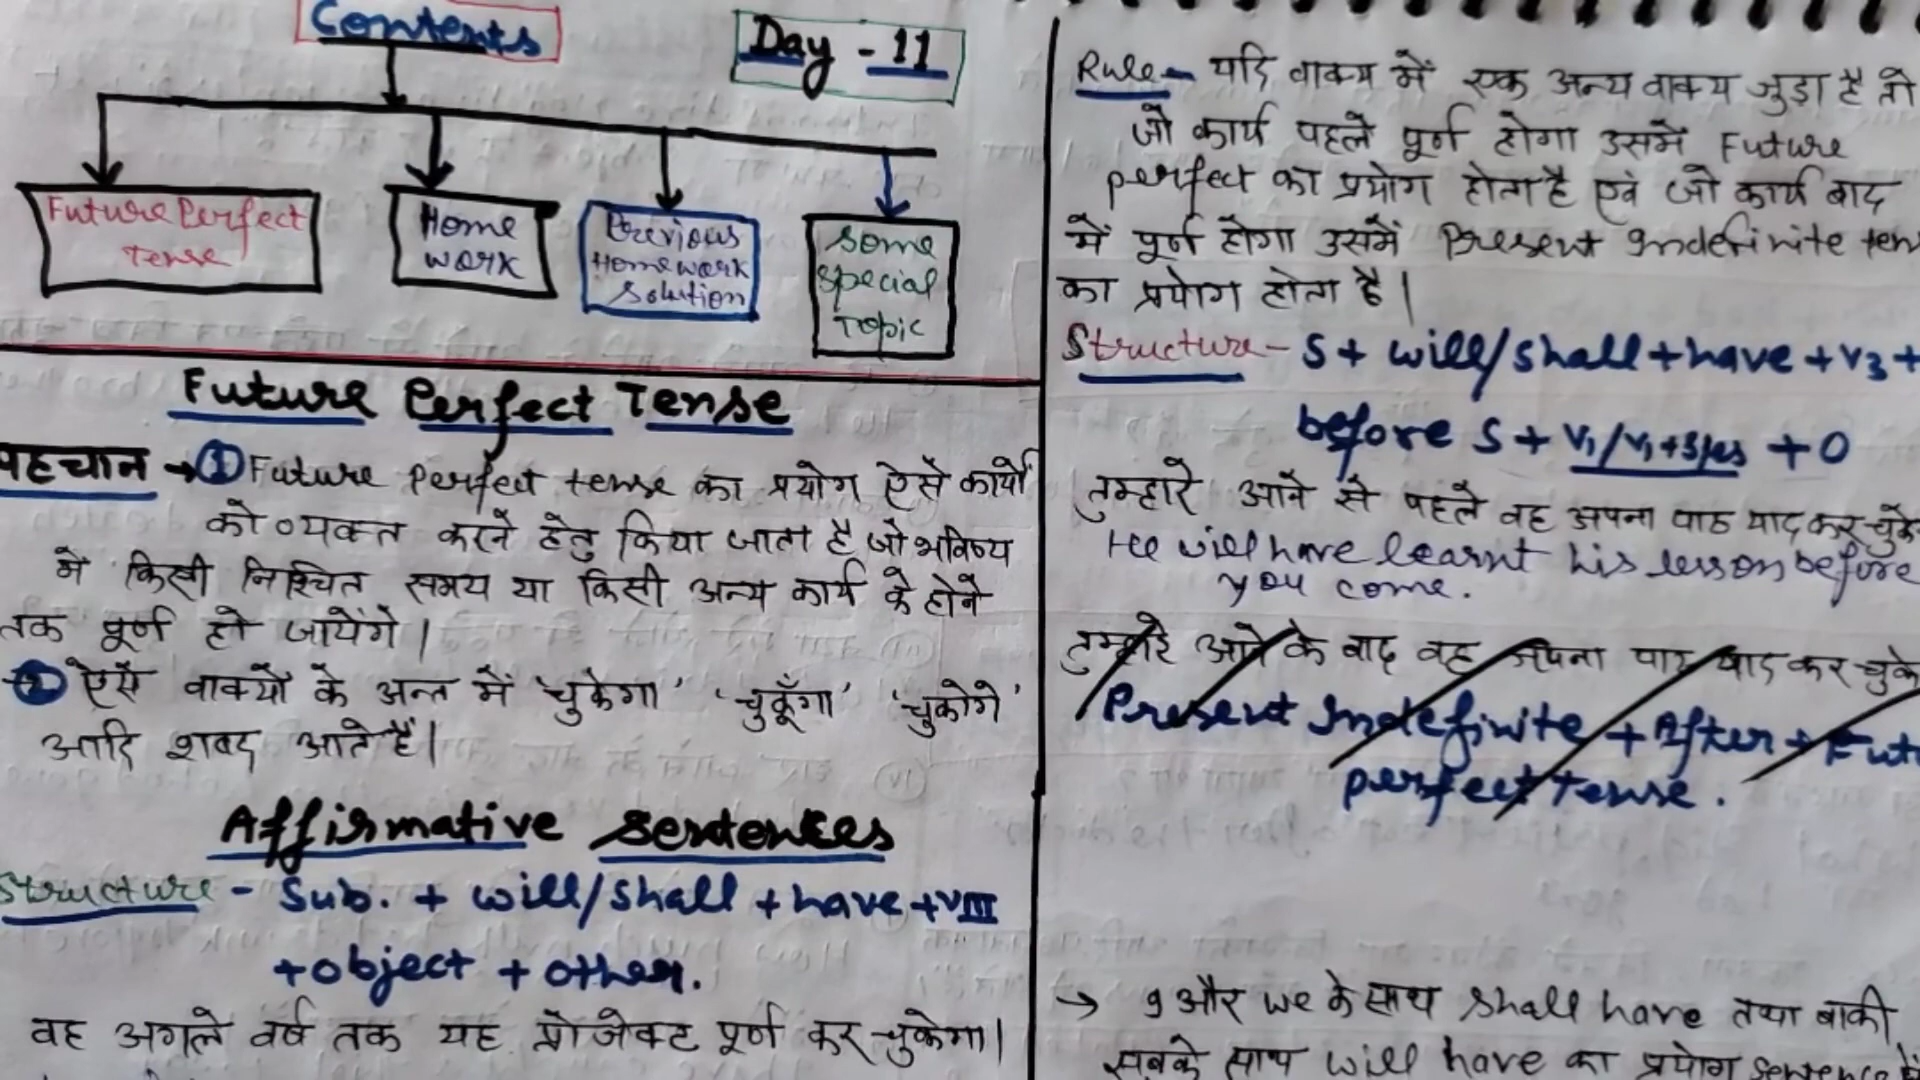 Contents
Day - 11
Future Perfect
Tense
Home
work
Previous
Homework
Solution
Some
special
Topic
Future Perfect Tense
पहचान → ① Future Perfect tense का प्रयोग ऐसे कार्यों
को व्यक्त करने हेतु किया जाता है जो भविष्य
में किसी निश्चित समय या किसी अन्य कार्य के होने
तक पूर्ण हो जायेंगे।
② ऐसे वाक्यों के अन्त में 'चुकेगा' 'चुकूँगा' 'चुकोगे'
आदि शब्द आते हैं।
Affirmative Sentences
Structure - Sub. + will/shall + have + VIII
+ object + other.
वह अगले वर्ष तक यह प्रोजेक्ट पूर्ण कर चुकेगा।
Rule - यदि वाक्य में एक अन्य वाक्य जुड़ा है तो
जो कार्य पहले पूर्ण होगा उसमें Future
perfect का प्रयोग होता है एवं जो कार्य बाद
में पूर्ण होगा उसमें Present Indefinite ten
का प्रयोग होता है।
Structure - S + will/shall + have + V3 +
before S + V1/V1+S/es + O
तुम्हारे आने से पहले वह अपना पाठ याद कर चुके
He will have learnt his lesson before
you come.
तुम्हारे आने के बाद वह अपना पाठ याद कर चुके
Present Indefinite + After + Fut
perfect tense.
→ I और we के साथ shall have तथा बाकी
सबके साथ will have का प्रयोग sentence में